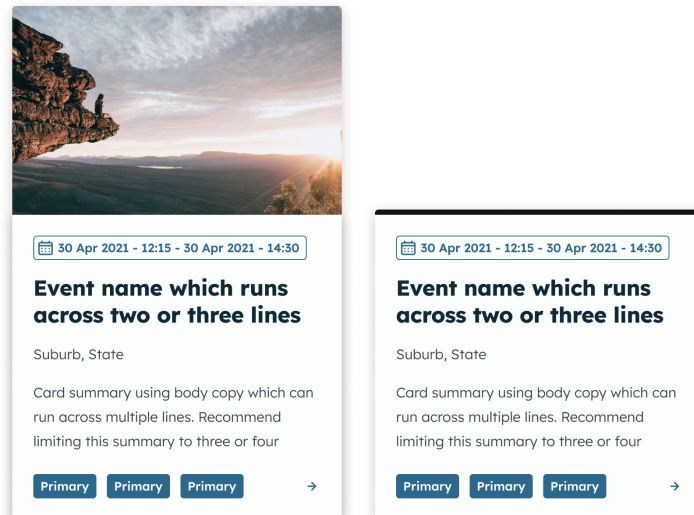 30 Apr 2021 - 12:15 - 30 Apr 2021 - 14:30
Event name which runs
across two or three lines
Suburb, State
Card summary using body copy which can
run across multiple lines. Recommend
limiting this summary to three or four
Primary Primary Primary
30 Apr 2021 - 12:15 - 30 Apr 2021 - 14:30
Event name which runs
across two or three lines
Suburb, State
Card summary using body copy which can
run across multiple lines. Recommend
limiting this summary to three or four
Primary Primary Primary